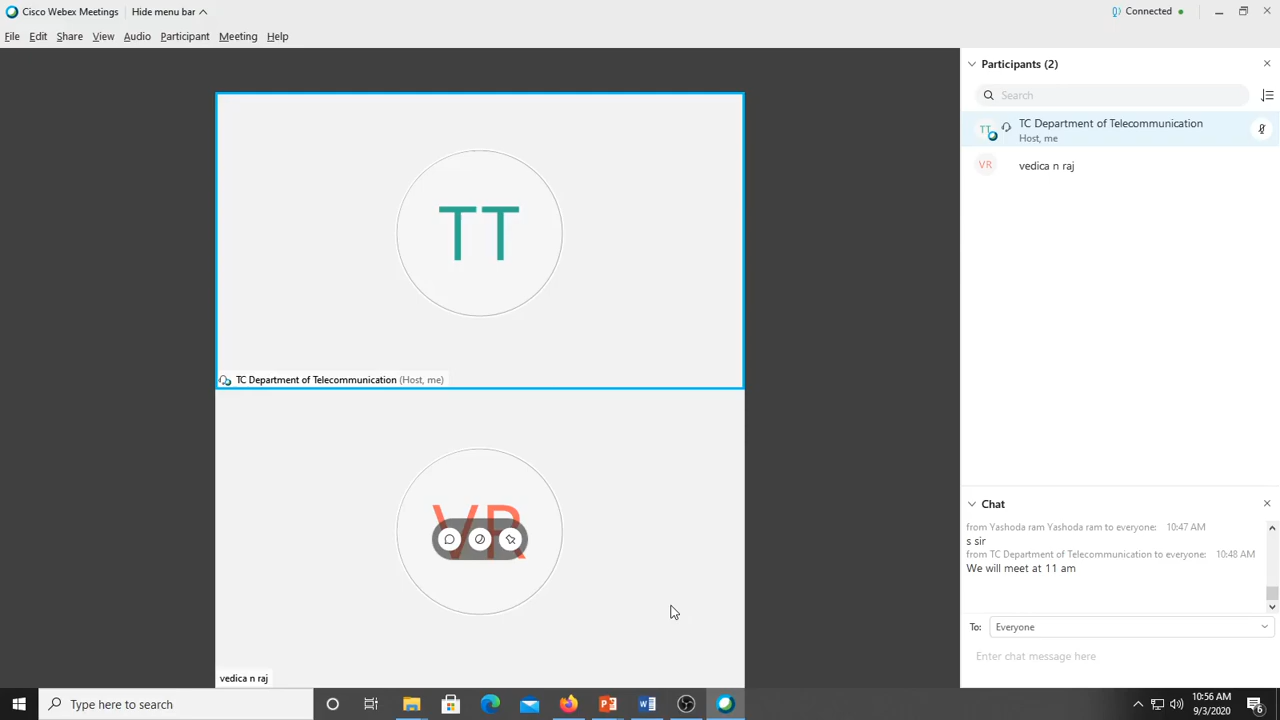 Cisco Webex Meetings Hide menu bar Connected
File Edit Share View Audio Participant Meeting Help
TT
TC Department of Telecommunication (Host, me)
VR
vedica n raj
Participants (2)
Search
TT TC Department of Telecommunication
Host, me
VR vedica n raj
Chat
from Yashoda ram Yashoda ram to everyone: 10:47 AM
s sir
from TC Department of Telecommunication to everyone: 10:48 AM
We will meet at 11 am
To: Everyone
Enter chat message here
Type here to search
10:56 AM
9/3/2020
6